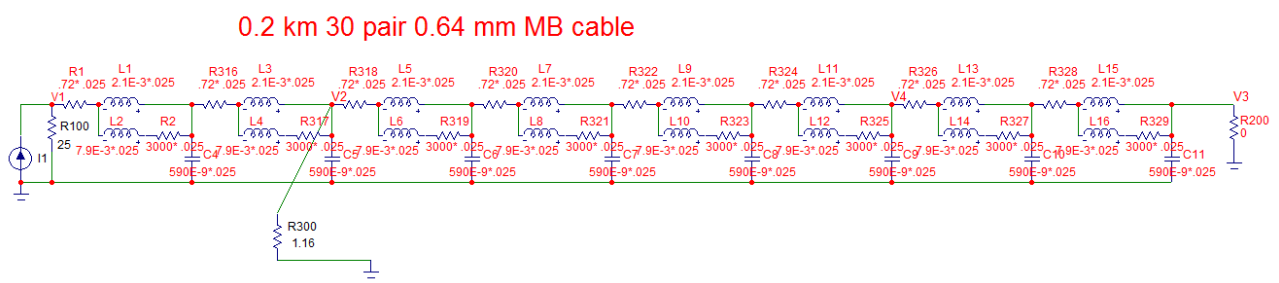 0.2 km 30 pair 0.64 mm MB cable
R1 L1 R316 L3 R318 L5 R320 L7 R322 L9 R324 L11 R326 L13 R328 L15
.72* .025 2.1E-3*.025 .72* .025 2.1E-3*.025 .72* .025 2.1E-3*.025 .72* .025 2.1E-3*.025 .72* .025 2.1E-3*.025 .72* .025 2.1E-3*.025 .72* .025 2.1E-3*.025 .72* .025 2.1E-3*.025
V1 V2 V4 V3
R100 L2 R2 L4 R317 L6 R319 L8 R321 L10 R323 L12 R325 L14 R327 L16 R329 R200
25 7.9E-3*.025 3000* .025 7.9E-3*.025 3000* .025 7.9E-3*.025 3000* .025 7.9E-3*.025 3000* .025 7.9E-3*.025 3000* .025 7.9E-3*.025 3000* .025 7.9E-3*.025 3000* .025 7.9E-3*.025 3000* .025 0
I1 C4 C5 C6 C7 C8 C9 C10 C11
590E-9*.025 590E-9*.025 590E-9*.025 590E-9*.025 590E-9*.025 590E-9*.025 590E-9*.025 590E-9*.025
R300
1.16